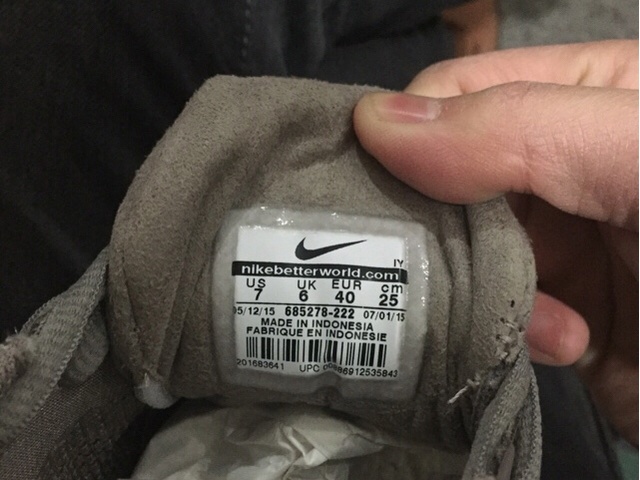 IY
nikebetterworld.com
US UK EUR cm
7 6 40 25
05/12/15 685278-222 07/01/15
MADE IN INDONESIA
FABRIQUE EN INDONESIE
201683641 UPC 00886912535843